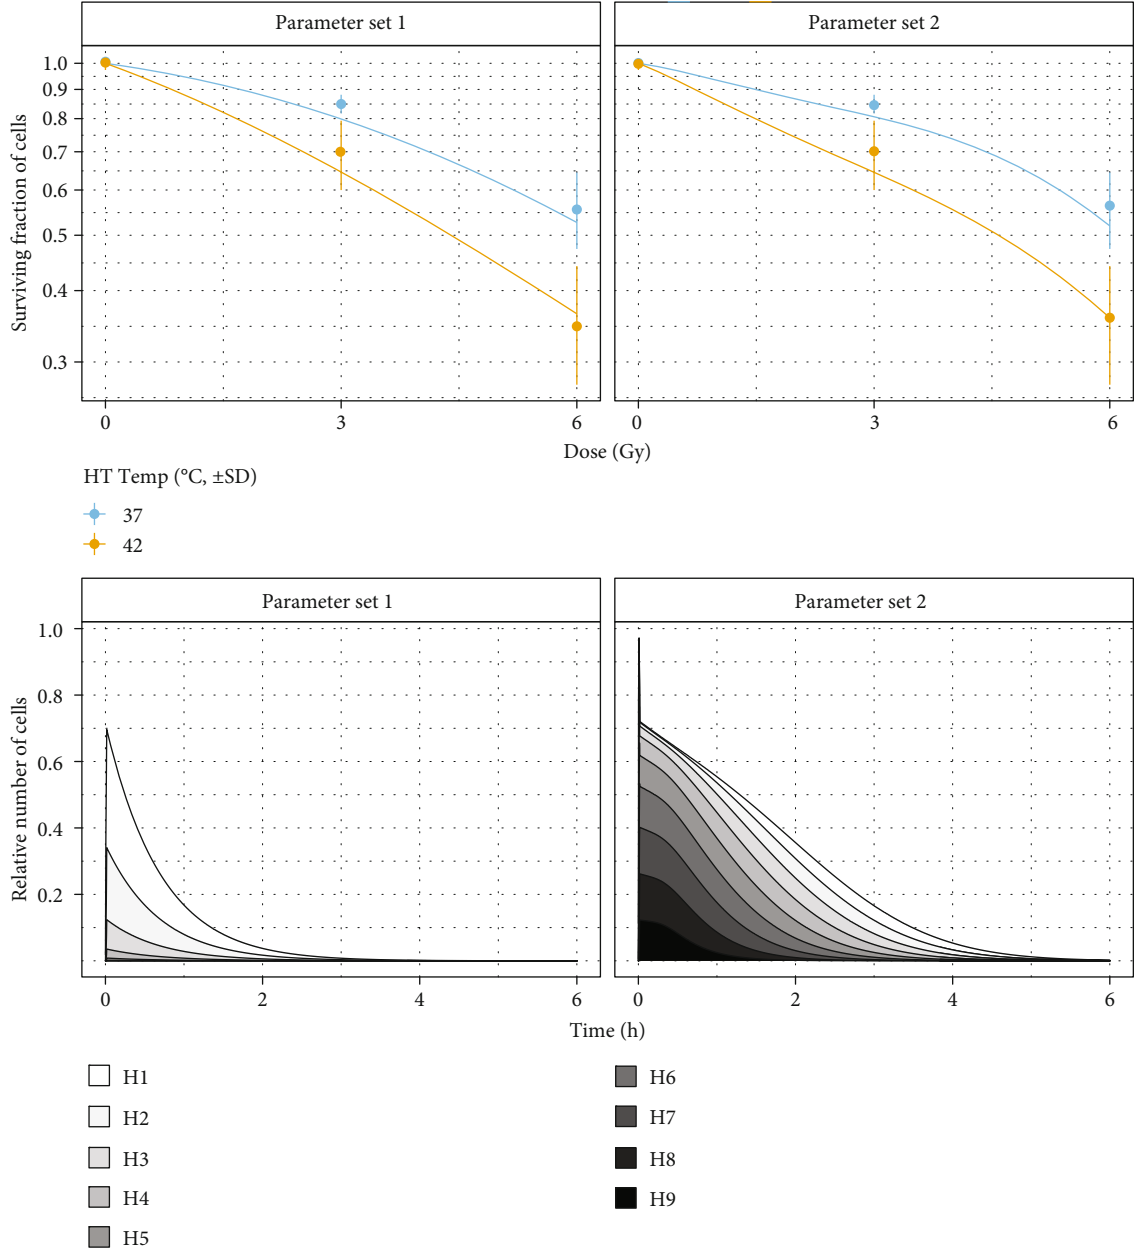 Parameter set 1
Parameter set 2
Surviving fraction of cells
1.0
0.9
0.8
0.7
0.6
0.5
0.4
0.3
0
3
6
0
3
6
Dose (Gy)
HT Temp (°C, ±SD)
37
42
Parameter set 1
Parameter set 2
Relative number of cells
1.0
0.8
0.6
0.4
0.2
0
2
4
6
0
2
4
6
Time (h)
H1
H2
H3
H4
H5
H6
H7
H8
H9